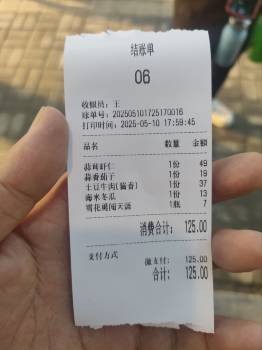 结账单
06
收银员：王
账单号：202505101725170016
打印时间：2025-05-10 17:59:45
品名 数量 金额
蒜蓉虾仁 1份 49
蒜香茄子 1份 19
土豆牛肉(酱香) 1份 37
海米冬瓜 1份 13
雪花勇闯天涯 1瓶 7
消费合计：125.00
支付方式 激支付：125.00
合计：125.00